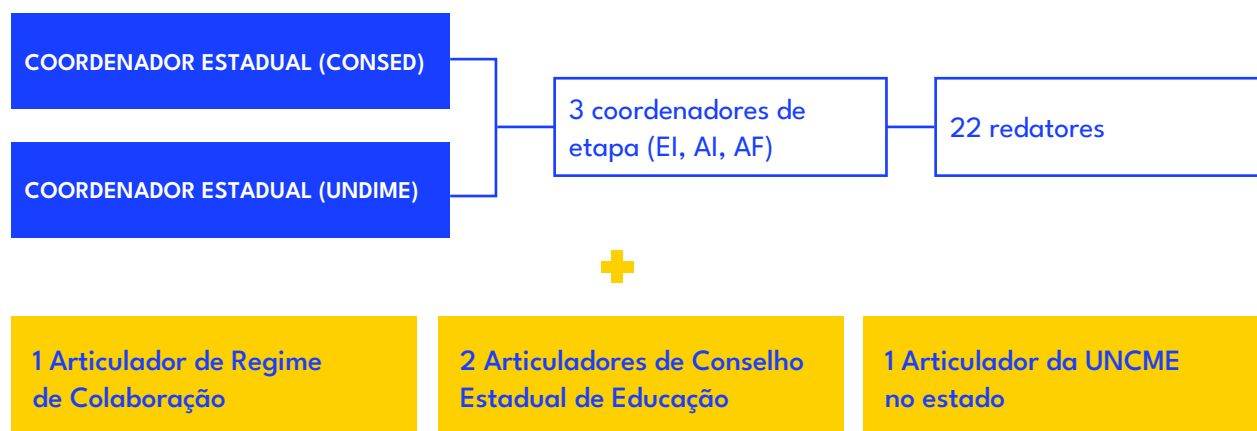 COORDENADOR ESTADUAL (CONSED)
COORDENADOR ESTADUAL (UNDIME)
3 coordenadores de
etapa (EI, AI, AF)
22 redatores
1 Articulador de Regime
de Colaboração
2 Articuladores de Conselho
Estadual de Educação
1 Articulador da UNCME
no estado